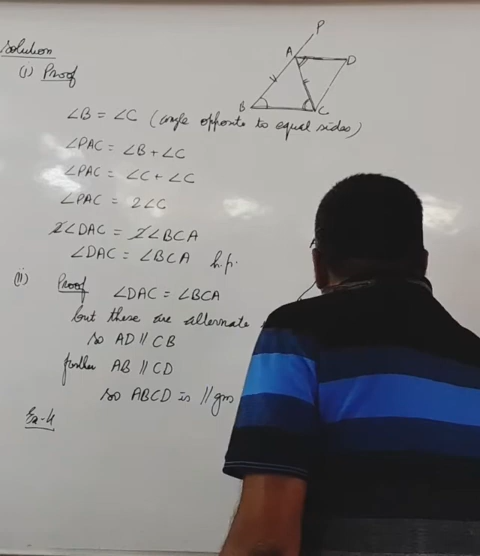 Solution
(i) Proof
P
A
D
B
C
∠B = ∠C (angle opposite to equal sides)
∠PAC = ∠B + ∠C
∠PAC = ∠C + ∠C
∠PAC = 2∠C
2∠DAC = 2∠BCA
∠DAC = ∠BCA h.p.
(ii) Proof ∠DAC = ∠BCA
but these are alternate
so AD // CB
further AB // CD
so ABCD is //gm
Ex-4